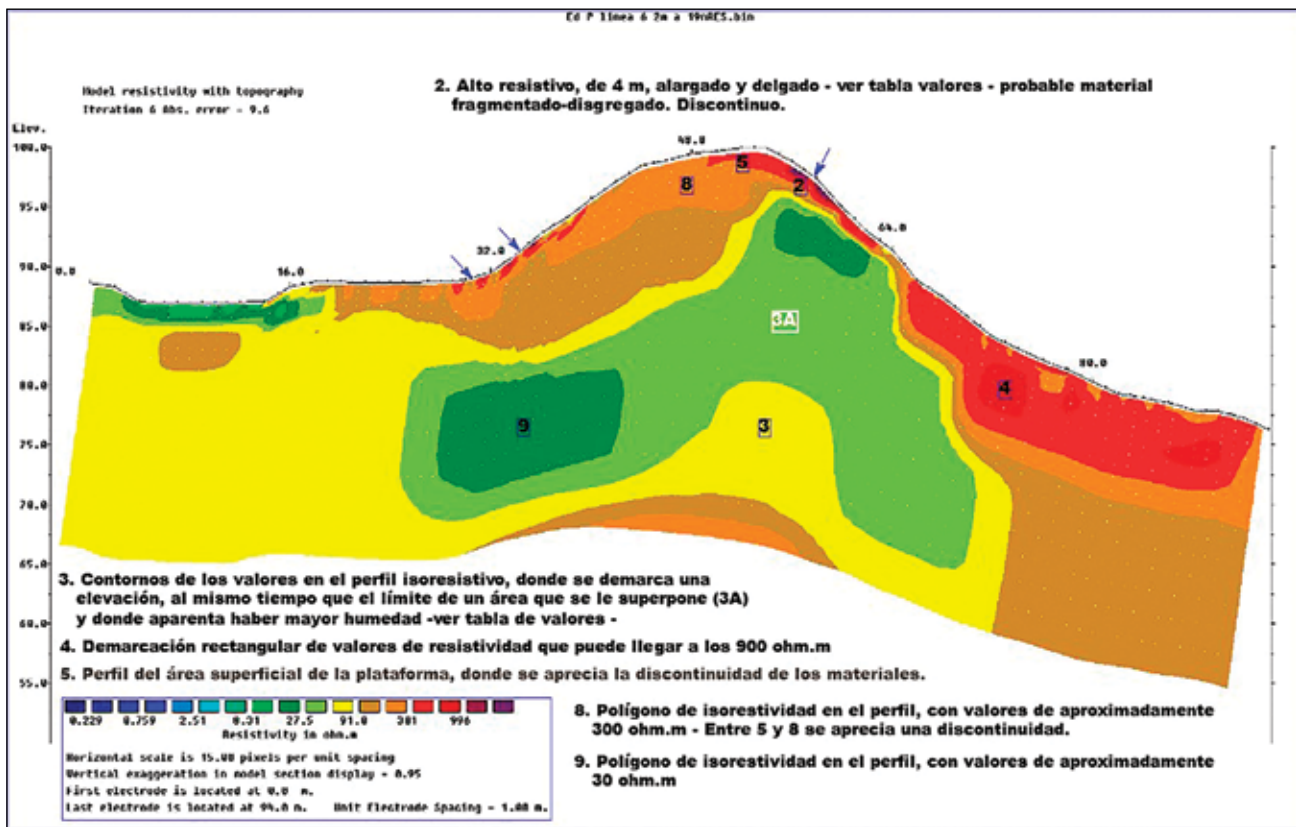 Ed P linea 6 2m a 19nRES.bin
Model resistivity with topography
Iteration 6 Abs. error - 9.6
2. Alto resistivo, de 4 m, alargado y delgado - ver tabla valores - probable material
fragmentado-disgregado. Discontinuo.
Elev.
100.0
95.0
90.0
85.0
80.0
75.0
70.0
65.0
60.0
55.0
0.0
16.0
32.0
48.0
64.0
80.0
8
5
2
3A
4
9
3
3. Contornos de los valores en el perfil isoresistivo, donde se demarca una
elevación, al mismo tiempo que el límite de un área que se le superpone (3A)
y donde aparenta haber mayor humedad -ver tabla de valores -
4. Demarcación rectangular de valores de resistividad que puede llegar a los 900 ohm.m
5. Perfil del área superficial de la plataforma, donde se aprecia la discontinuidad de los materiales.
0.229 0.759 2.51 8.31 27.5 91.0 301 996
Resistivity in ohm.m
Horizontal scale is 15.00 pixels per unit spacing
Vertical exaggeration in model section display - 0.95
First electrode is located at 0.0 m.
Last electrode is located at 94.0 m. Unit Electrode Spacing - 1.00 m.
8. Polígono de isorestividad en el perfil, con valores de aproximadamente
300 ohm.m - Entre 5 y 8 se aprecia una discontinuidad.
9. Polígono de isorestividad en el perfil, con valores de aproximadamente
30 ohm.m